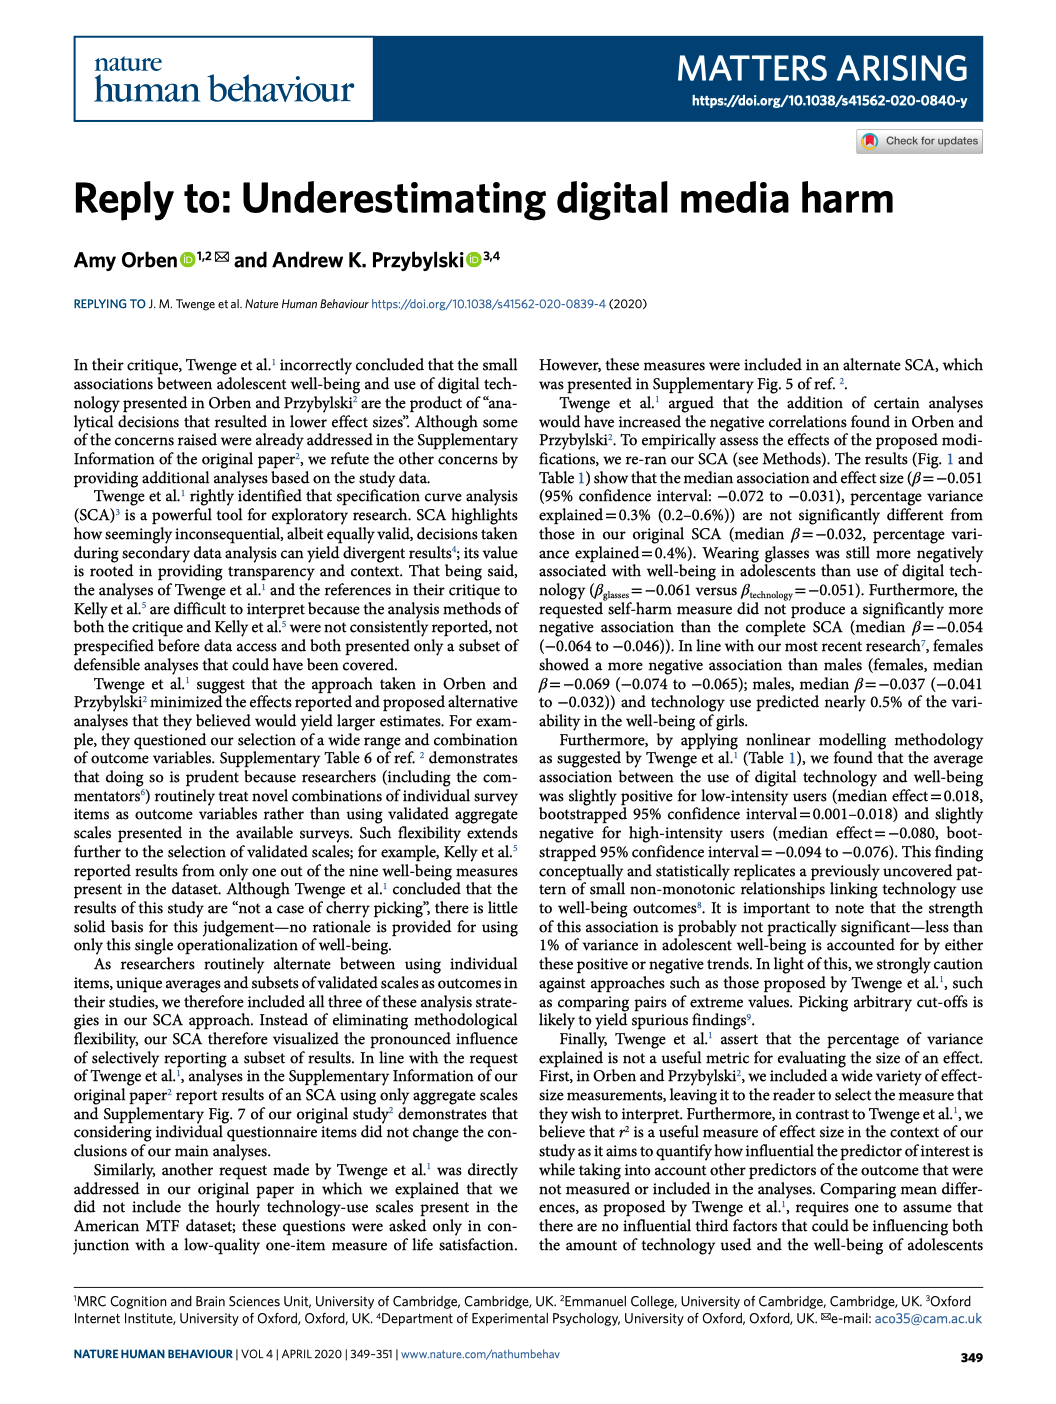 nature
human behaviour
MATTERS ARISING
https://doi.org/10.1038/s41562-020-0840-y
Check for updates
Reply to: Underestimating digital media harm
Amy Orben iD 1,2 ✉ and Andrew K. Przybylski iD 3,4
REPLYING TO J. M. Twenge et al. Nature Human Behaviour https://doi.org/10.1038/s41562-020-0839-4 (2020)
In their critique, Twenge et al.1 incorrectly concluded that the small
associations between adolescent well-being and use of digital tech-
nology presented in Orben and Przybylski2 are the product of “ana-
lytical decisions that resulted in lower effect sizes”. Although some
of the concerns raised were already addressed in the Supplementary
Information of the original paper2, we refute the other concerns by
providing additional analyses based on the study data.
Twenge et al.1 rightly identified that specification curve analysis
(SCA)3 is a powerful tool for exploratory research. SCA highlights
how seemingly inconsequential, albeit equally valid, decisions taken
during secondary data analysis can yield divergent results4; its value
is rooted in providing transparency and context. That being said,
the analyses of Twenge et al.1 and the references in their critique to
Kelly et al.5 are difficult to interpret because the analysis methods of
both the critique and Kelly et al.5 were not consistently reported, not
prespecified before data access and both presented only a subset of
defensible analyses that could have been covered.
Twenge et al.1 suggest that the approach taken in Orben and
Przybylski2 minimized the effects reported and proposed alternative
analyses that they believed would yield larger estimates. For exam-
ple, they questioned our selection of a wide range and combination
of outcome variables. Supplementary Table 6 of ref. 2 demonstrates
that doing so is prudent because researchers (including the com-
mentators6) routinely treat novel combinations of individual survey
items as outcome variables rather than using validated aggregate
scales presented in the available surveys. Such flexibility extends
further to the selection of validated scales; for example, Kelly et al.5
reported results from only one out of the nine well-being measures
present in the dataset. Although Twenge et al.1 concluded that the
results of this study are “not a case of cherry picking”, there is little
solid basis for this judgement—no rationale is provided for using
only this single operationalization of well-being.
As researchers routinely alternate between using individual
items, unique averages and subsets of validated scales as outcomes in
their studies, we therefore included all three of these analysis strate-
gies in our SCA approach. Instead of eliminating methodological
flexibility, our SCA therefore visualized the pronounced influence
of selectively reporting a subset of results. In line with the request
of Twenge et al.1, analyses in the Supplementary Information of our
original paper2 report results of an SCA using only aggregate scales
and Supplementary Fig. 7 of our original study2 demonstrates that
considering individual questionnaire items did not change the con-
clusions of our main analyses.
Similarly, another request made by Twenge et al.1 was directly
addressed in our original paper in which we explained that we
did not include the hourly technology-use scales present in the
American MTF dataset; these questions were asked only in con-
junction with a low-quality one-item measure of life satisfaction.
However, these measures were included in an alternate SCA, which
was presented in Supplementary Fig. 5 of ref. 2.
Twenge et al.1 argued that the addition of certain analyses
would have increased the negative correlations found in Orben and
Przybylski2. To empirically assess the effects of the proposed modi-
fications, we re-ran our SCA (see Methods). The results (Fig. 1 and
Table 1) show that the median association and effect size (β=−0.051
(95% confidence interval: −0.072 to −0.031), percentage variance
explained=0.3% (0.2–0.6%)) are not significantly different from
those in our original SCA (median β=−0.032, percentage vari-
ance explained=0.4%). Wearing glasses was still more negatively
associated with well-being in adolescents than use of digital tech-
nology (βglasses=−0.061 versus βtechnology=−0.051). Furthermore, the
requested self-harm measure did not produce a significantly more
negative association than the complete SCA (median β=−0.054
(−0.064 to −0.046)). In line with our most recent research7, females
showed a more negative association than males (females, median
β=−0.069 (−0.074 to −0.065); males, median β=−0.037 (−0.041
to −0.032)) and technology use predicted nearly 0.5% of the vari-
ability in the well-being of girls.
Furthermore, by applying nonlinear modelling methodology
as suggested by Twenge et al.1 (Table 1), we found that the average
association between the use of digital technology and well-being
was slightly positive for low-intensity users (median effect=0.018,
bootstrapped 95% confidence interval=0.001–0.018) and slightly
negative for high-intensity users (median effect=−0.080, boot-
strapped 95% confidence interval=−0.094 to −0.076). This finding
conceptually and statistically replicates a previously uncovered pat-
tern of small non-monotonic relationships linking technology use
to well-being outcomes8. It is important to note that the strength
of this association is probably not practically significant—less than
1% of variance in adolescent well-being is accounted for by either
these positive or negative trends. In light of this, we strongly caution
against approaches such as those proposed by Twenge et al.1, such
as comparing pairs of extreme values. Picking arbitrary cut-offs is
likely to yield spurious findings9.
Finally, Twenge et al.1 assert that the percentage of variance
explained is not a useful metric for evaluating the size of an effect.
First, in Orben and Przybylski2, we included a wide variety of effect-
size measurements, leaving it to the reader to select the measure that
they wish to interpret. Furthermore, in contrast to Twenge et al.1, we
believe that r2 is a useful measure of effect size in the context of our
study as it aims to quantify how influential the predictor of interest is
while taking into account other predictors of the outcome that were
not measured or included in the analyses. Comparing mean differ-
ences, as proposed by Twenge et al.1, requires one to assume that
there are no influential third factors that could be influencing both
the amount of technology used and the well-being of adolescents
1MRC Cognition and Brain Sciences Unit, University of Cambridge, Cambridge, UK. 2Emmanuel College, University of Cambridge, Cambridge, UK. 3Oxford
Internet Institute, University of Oxford, Oxford, UK. 4Department of Experimental Psychology, University of Oxford, Oxford, UK. ✉e-mail: aco35@cam.ac.uk
NATURE HUMAN BEHAVIOUR | VOL 4 | APRIL 2020 | 349–351 | www.nature.com/nathumbehav
349